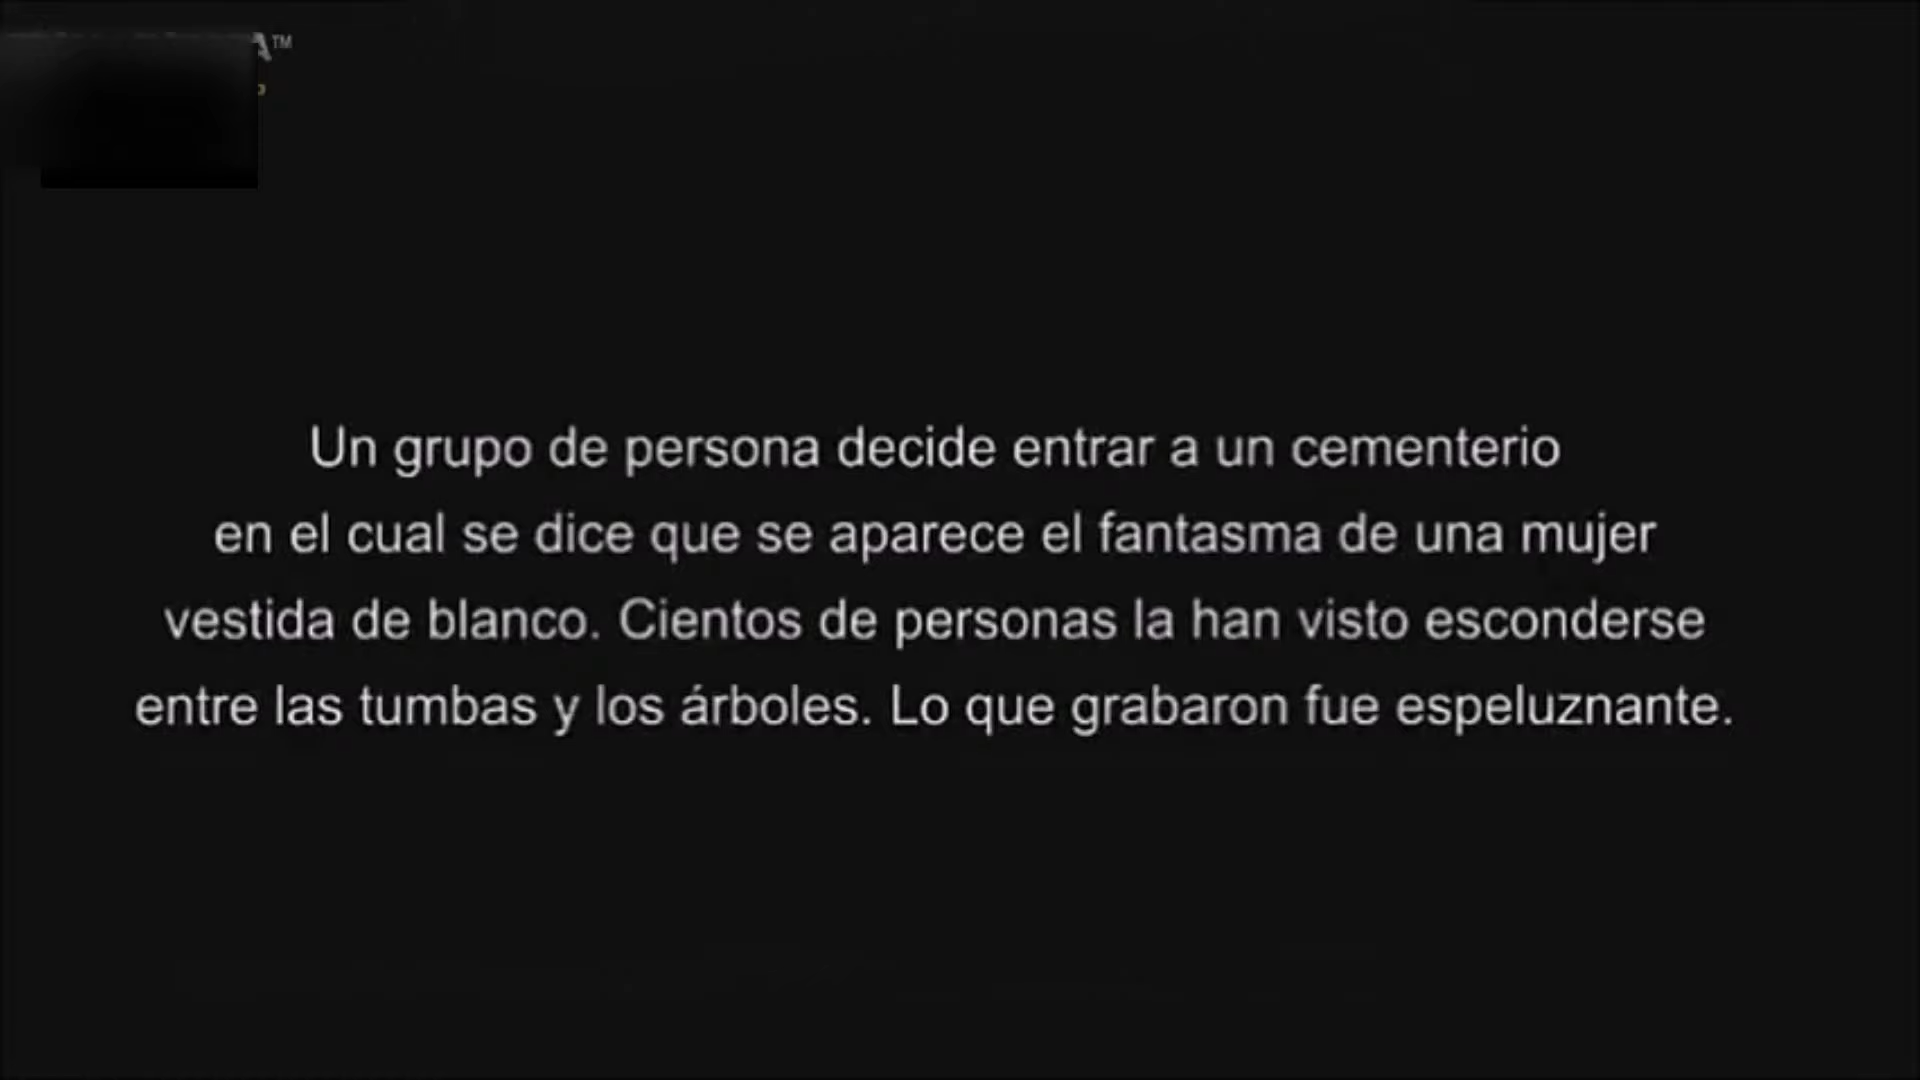 A™
Un grupo de persona decide entrar a un cementerio
en el cual se dice que se aparece el fantasma de una mujer
vestida de blanco. Cientos de personas la han visto esconderse
entre las tumbas y los árboles. Lo que grabaron fue espeluznante.